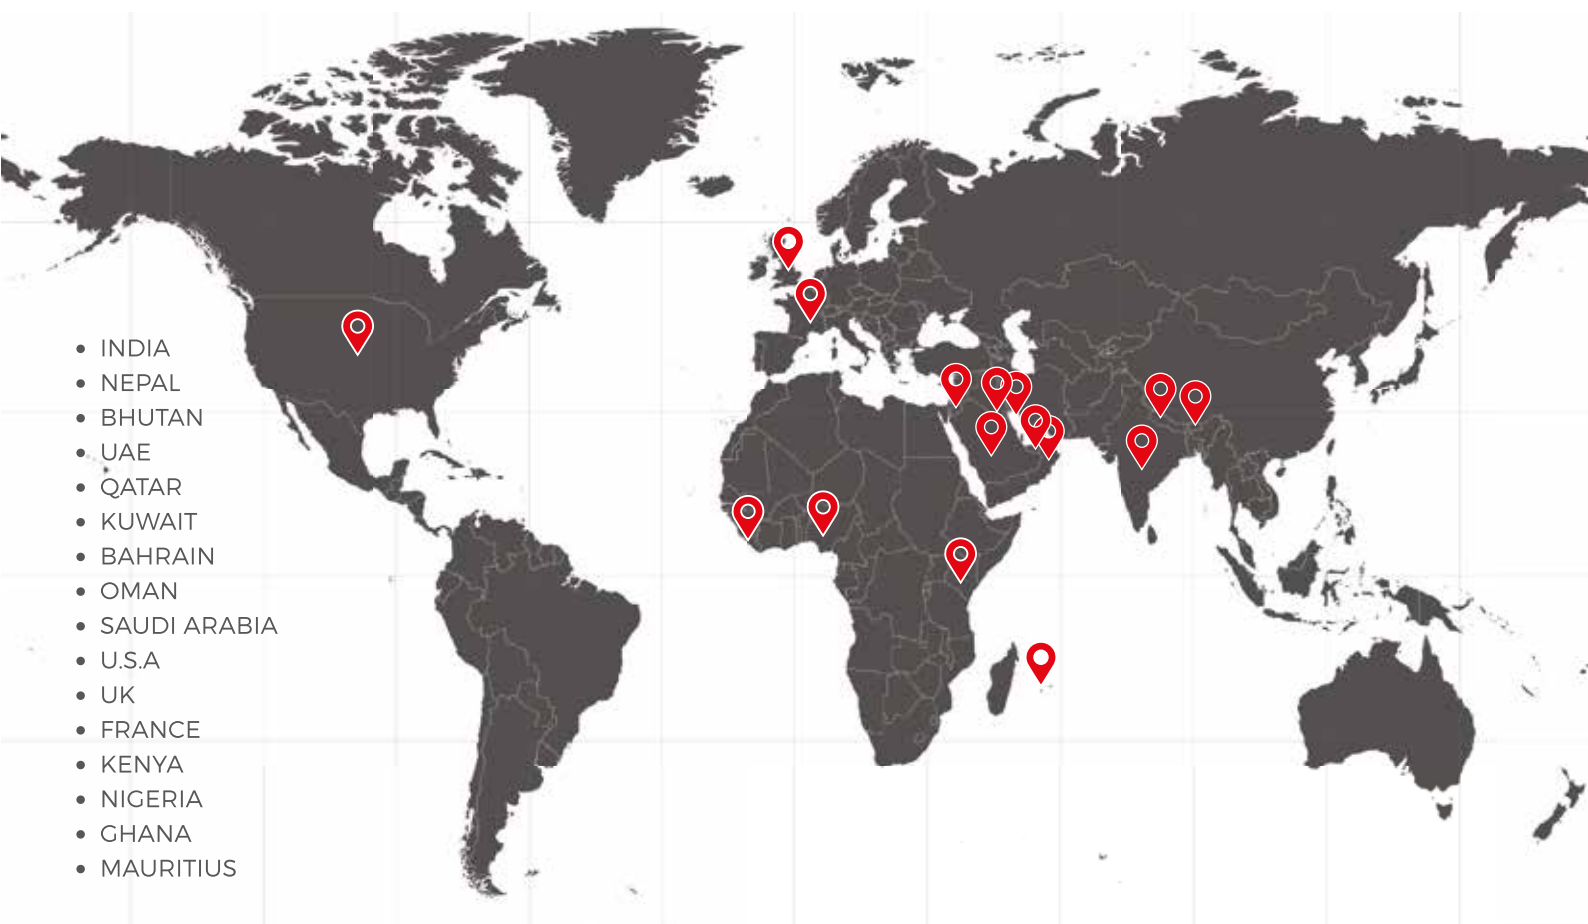 INDIA
NEPAL
BHUTAN
UAE
QATAR
KUWAIT
BAHRAIN
OMAN
SAUDI ARABIA
U.S.A
UK
FRANCE
KENYA
NIGERIA
GHANA
MAURITIUS